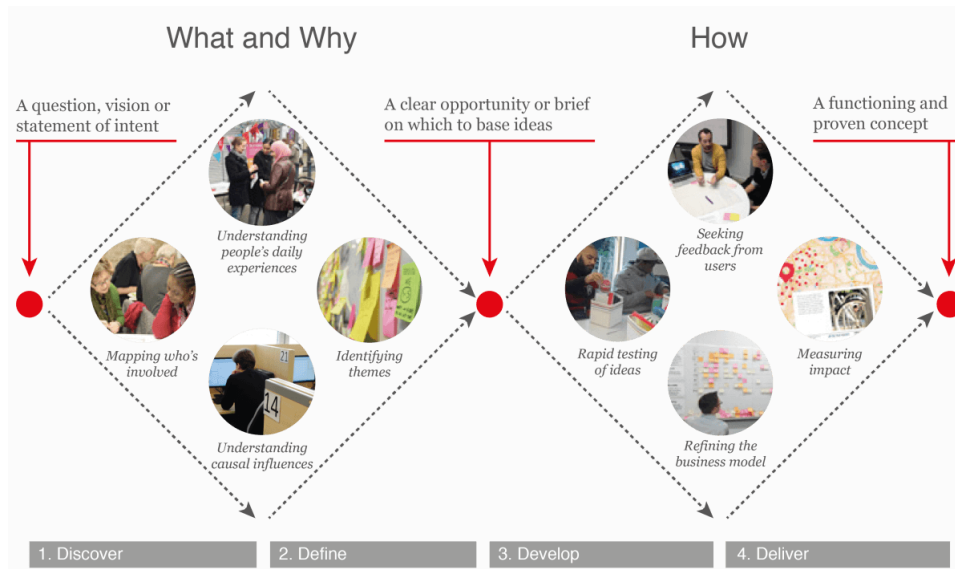 What and Why
How
A question, vision or
statement of intent
A clear opportunity or brief
on which to base ideas
A functioning and
proven concept
Understanding
people's daily
experiences
Seeking
feedback from
users
Mapping who's
involved
Identifying
themes
Rapid testing
of ideas
Measuring
impact
21
14
Understanding
causal influences
Refining the
business model
1. Discover
2. Define
3. Develop
4. Deliver